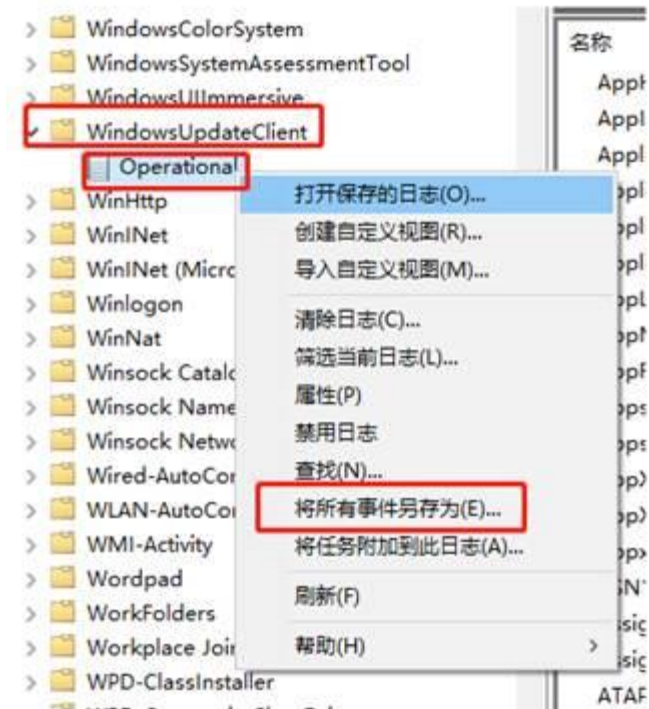 WindowsColorSystem
WindowsSystemAssessmentTool
WindowsUIImmersive
WindowsUpdateClient
Operational
WinHttp
WinINet
WinINet (Micro
Winlogon
WinNat
Winsock Catalo
Winsock Name
Winsock Netwo
Wired-AutoCor
WLAN-AutoCor
WMI-Activity
Wordpad
WorkFolders
Workplace Join
WPD-ClassInstaller
打开保存的日志(O)...
创建自定义视图(R)...
导入自定义视图(M)...
清除日志(C)...
筛选当前日志(L)...
属性(P)
禁用日志
查找(N)...
将所有事件另存为(E)...
将任务附加到此日志(A)...
刷新(F)
帮助(H)
名称
AppH
AppI
Appl
ATAP